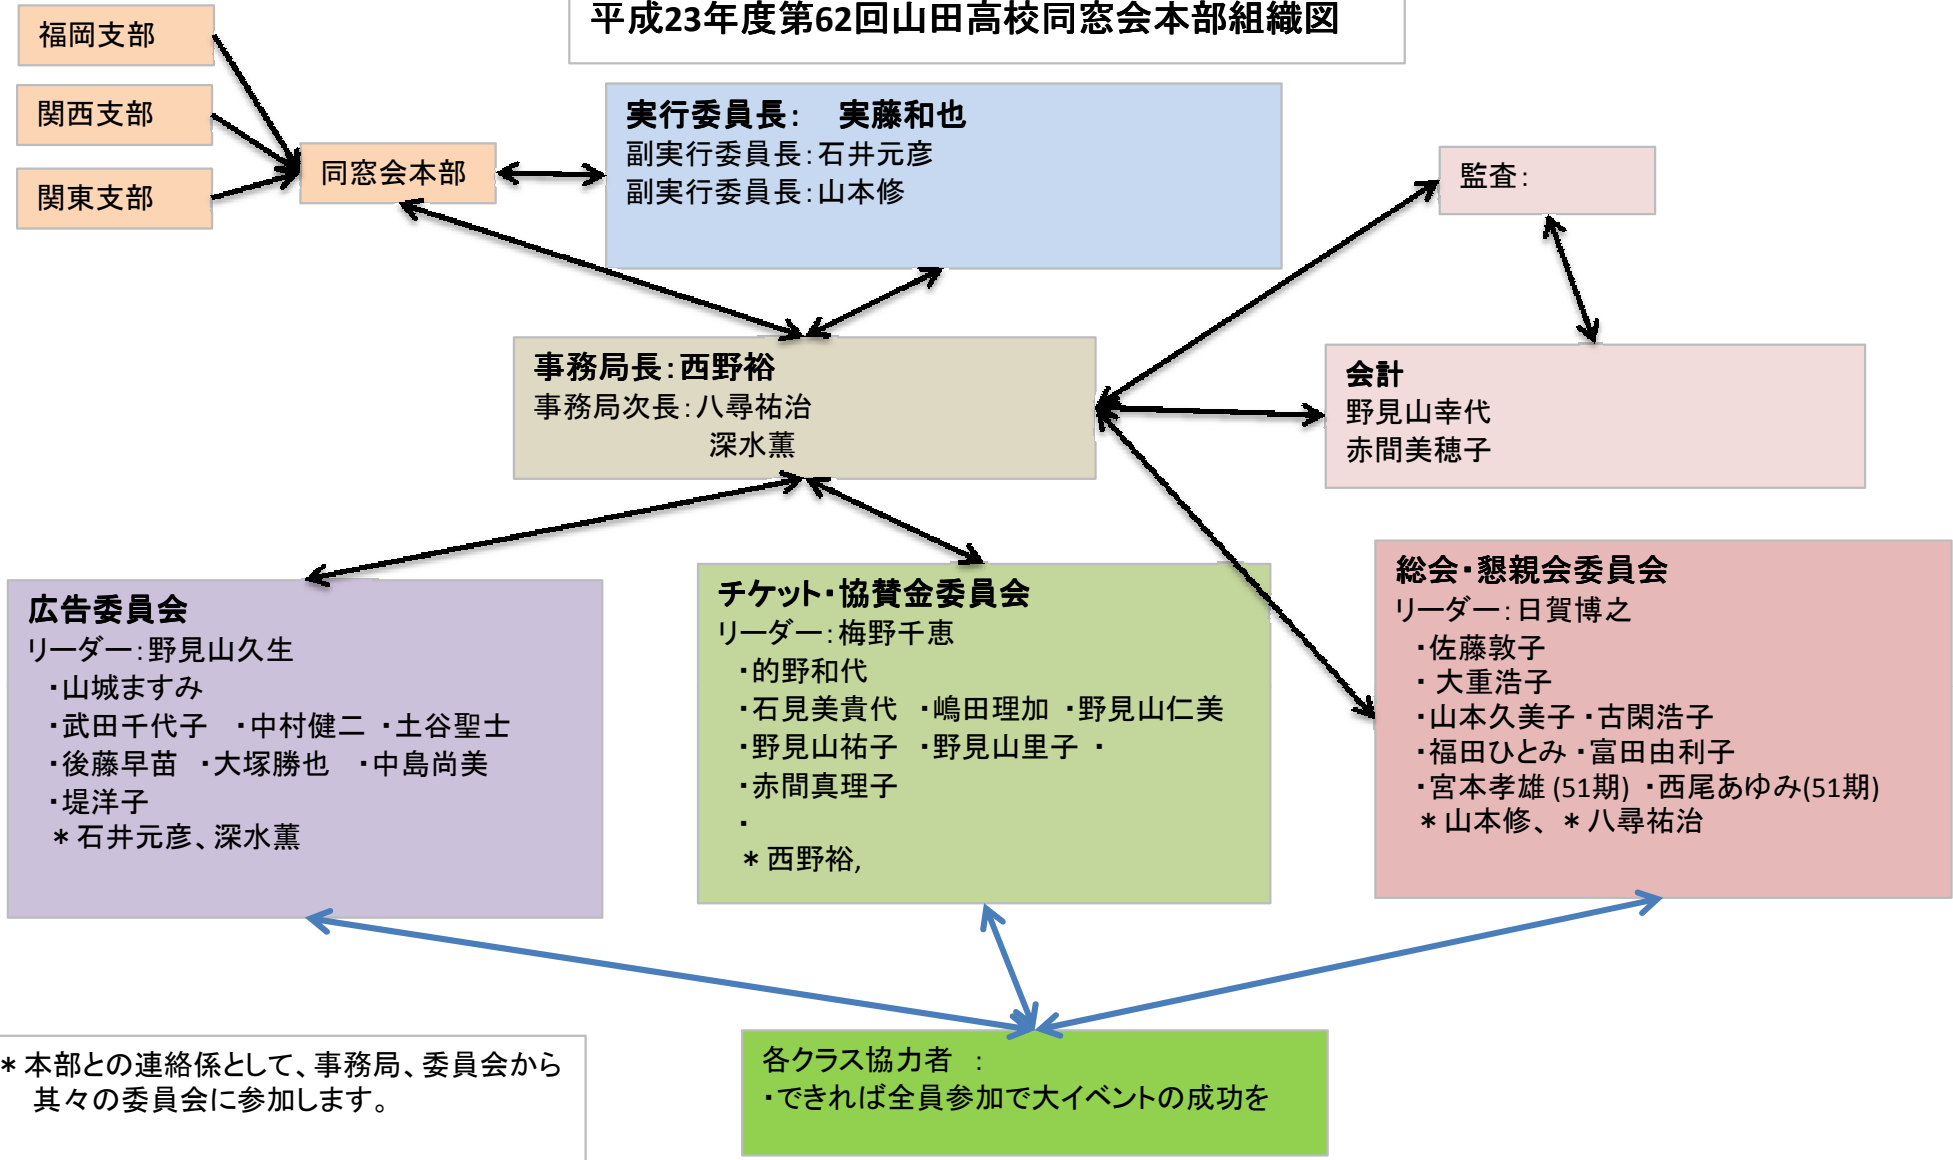 平成23年度第62回山田高校同窓会本部組織図
福岡支部
関西支部
関東支部
同窓会本部
実行委員長： 実藤和也
副実行委員長：石井元彦
副実行委員長：山本修
監査：
事務局長：西野裕
事務局次長：八尋祐治
深水薫
会計
野見山幸代
赤間美穂子
広告委員会
リーダー：野見山久生
・山城ますみ
・武田千代子 ・中村健二 ・土谷聖士
・後藤早苗 ・大塚勝也 ・中島尚美
・堤洋子
＊石井元彦、深水薫
チケット・協賛金委員会
リーダー：梅野千恵
・的野和代
・石見美貴代 ・嶋田理加 ・野見山仁美
・野見山祐子 ・野見山里子 ・
・赤間真理子
・
＊西野裕,
総会・懇親会委員会
リーダー：日賀博之
・佐藤敦子
・ 大重浩子
・山本久美子・古閑浩子
・福田ひとみ・富田由利子
・宮本孝雄 (51期) ・西尾あゆみ(51期)
＊山本修、＊八尋祐治
＊本部との連絡係として、事務局、委員会から
其々の委員会に参加します。
各クラス協力者 ：
・できれば全員参加で大イベントの成功を